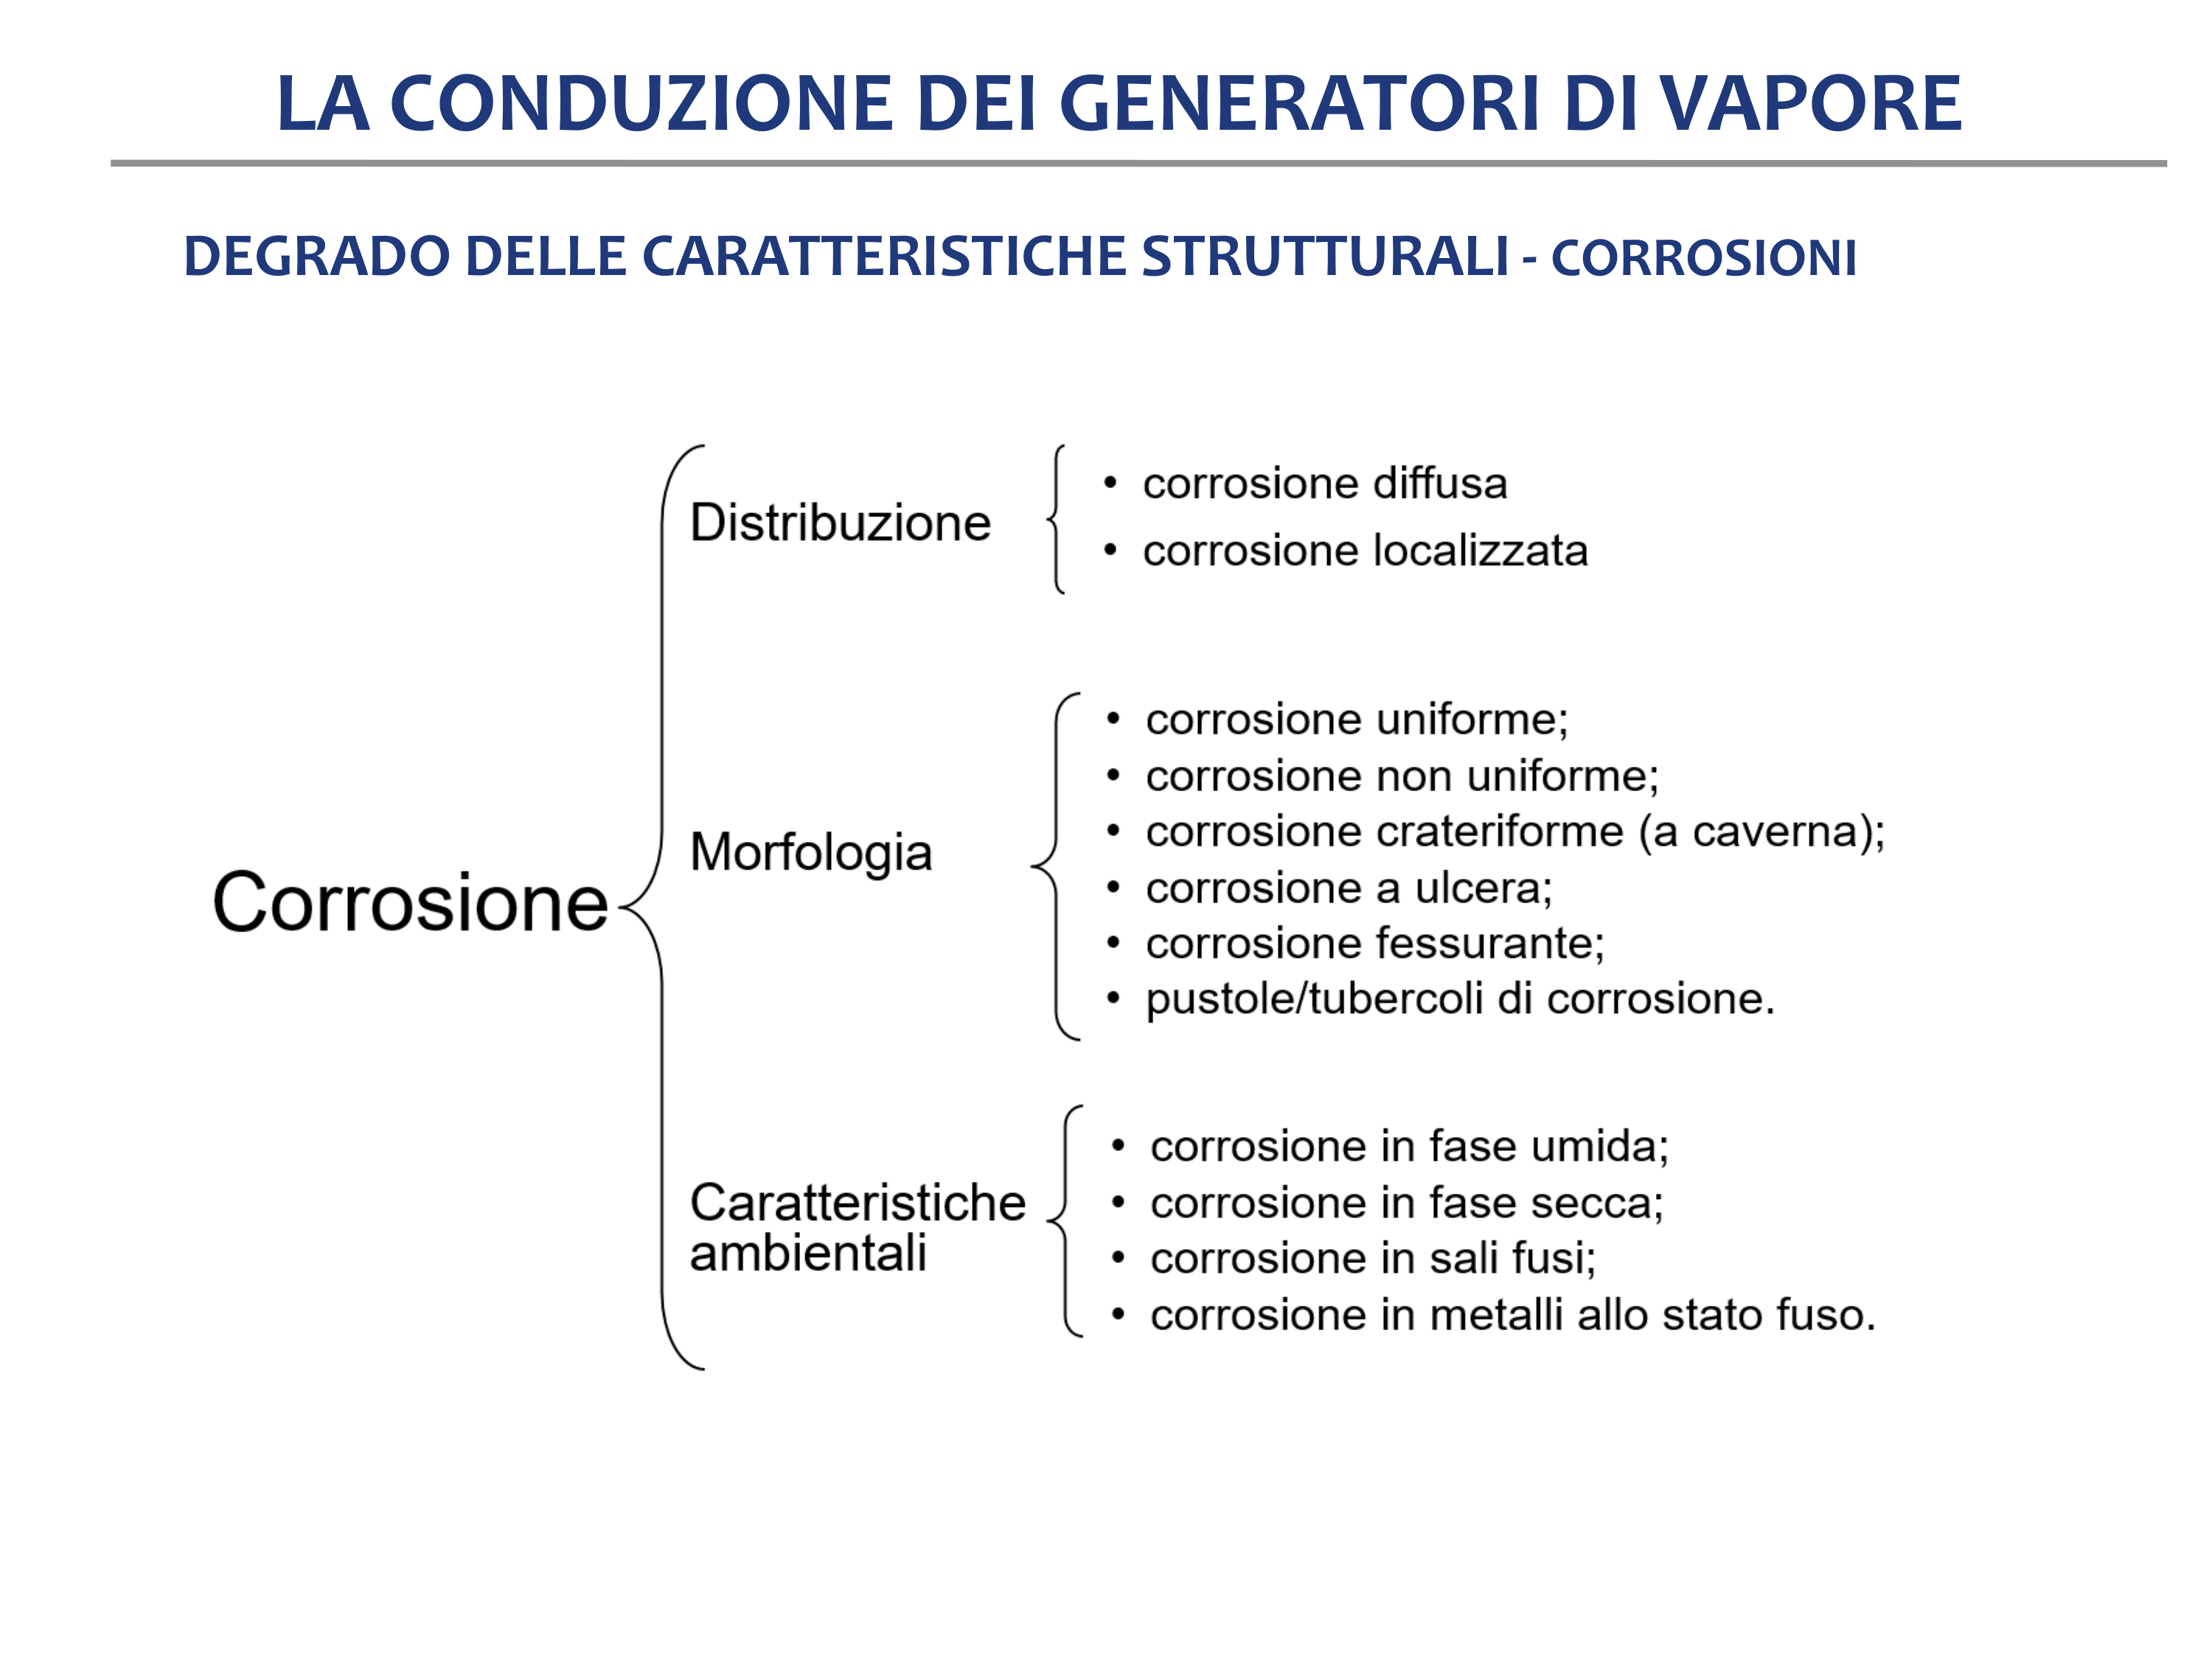 LA CONDUZIONE DEI GENERATORI DI VAPORE
DEGRADO DELLE CARATTERISTICHE STRUTTURALI - CORROSIONI
Corrosione
Distribuzione
• corrosione diffusa
• corrosione localizzata
Morfologia
• corrosione uniforme;
• corrosione non uniforme;
• corrosione crateriforme (a caverna);
• corrosione a ulcera;
• corrosione fessurante;
• pustole/tubercoli di corrosione.
Caratteristiche
ambientali
• corrosione in fase umida;
• corrosione in fase secca;
• corrosione in sali fusi;
• corrosione in metalli allo stato fuso.